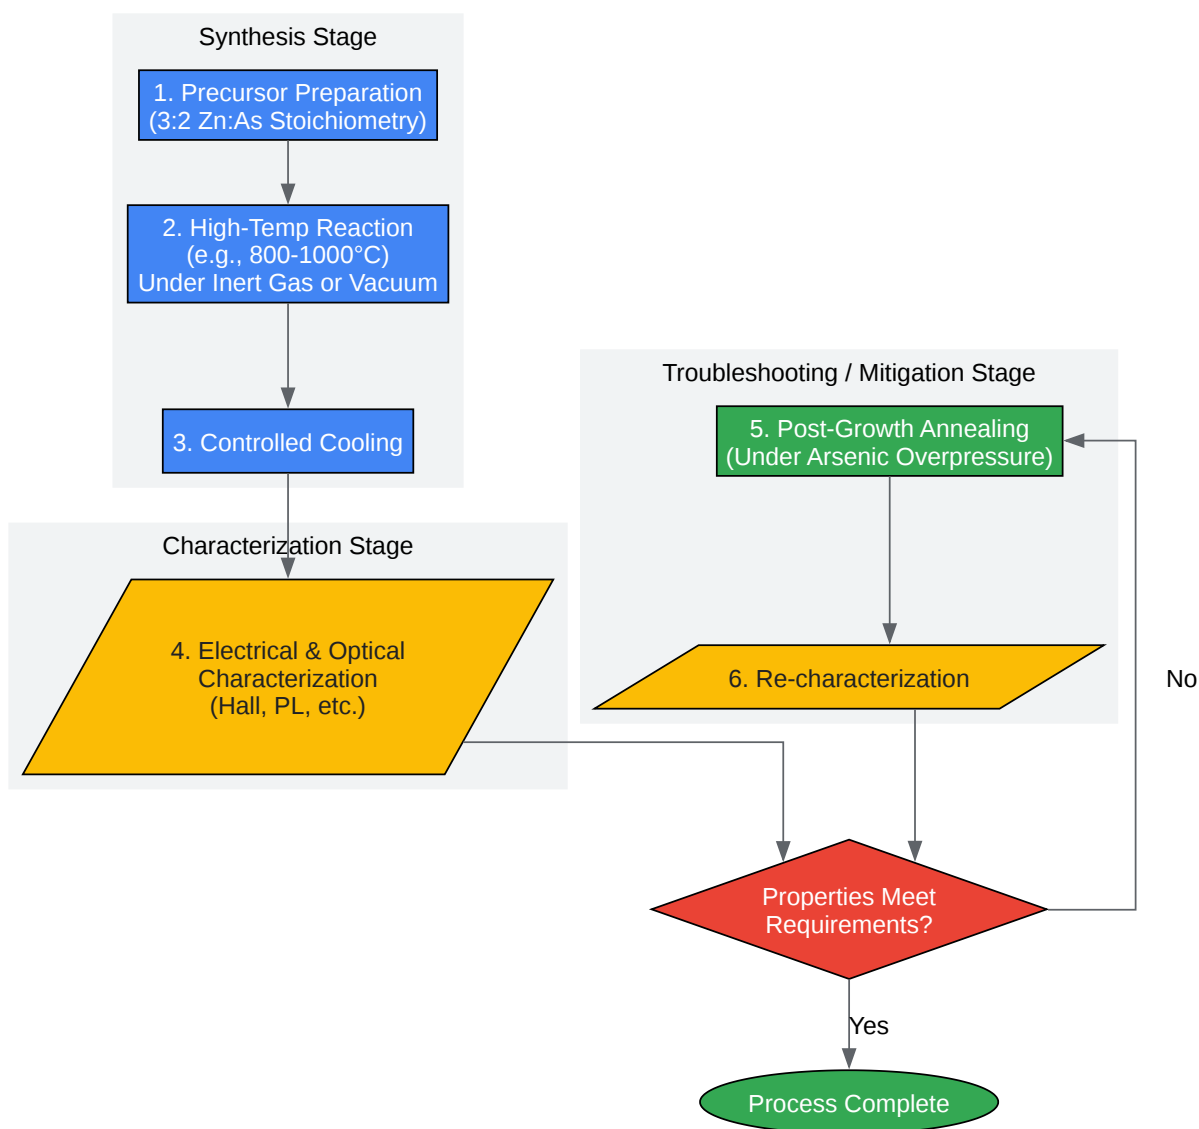 Synthesis Stage
1. Precursor Preparation
(3:2 Zn:As Stoichiometry)
2. High-Temp Reaction
(e.g., 800-1000°C)
Under Inert Gas or Vacuum
3. Controlled Cooling
Characterization Stage
4. Electrical & Optical
Characterization
(Hall, PL, etc.)
Troubleshooting / Mitigation Stage
5. Post-Growth Annealing
(Under Arsenic Overpressure)
6. Re-characterization
No
Properties Meet
Requirements?
Yes
Process Complete